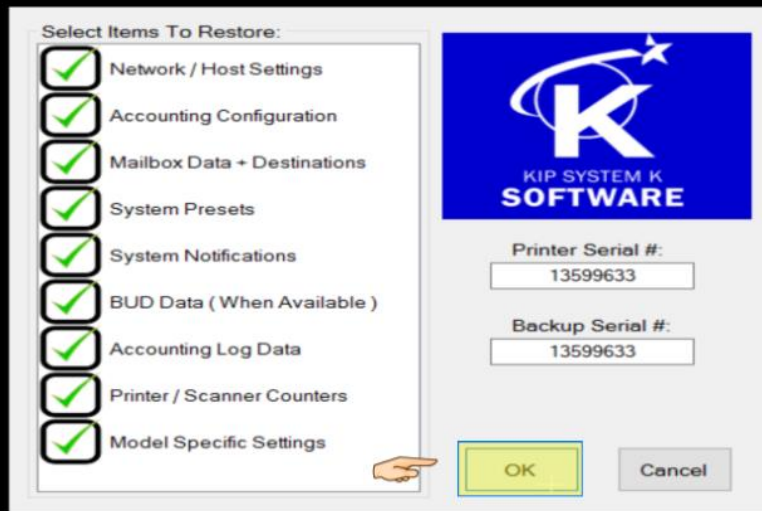 Select Items To Restore:
Network / Host Settings
Accounting Configuration
Mailbox Data + Destinations
System Presets
System Notifications
BUD Data ( When Available )
Accounting Log Data
Printer / Scanner Counters
Model Specific Settings
K
KIP SYSTEM K
SOFTWARE
Printer Serial #:
13599633
Backup Serial #:
13599633
OK
Cancel